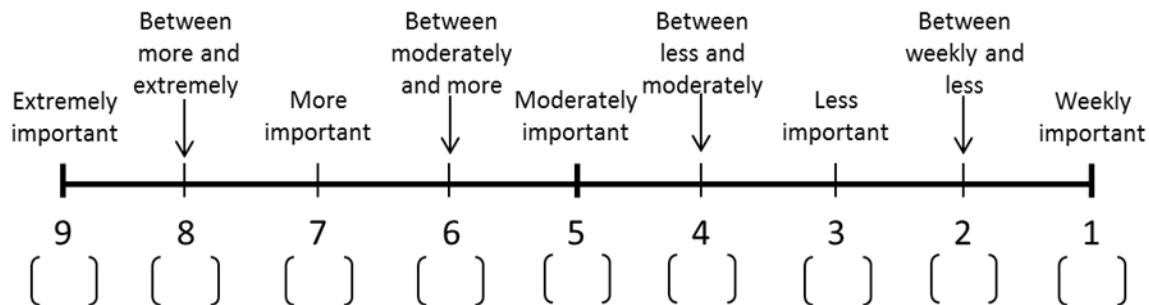 Extremely
important
Between
more and
extremely
More
important
Between
moderately
and more
Moderately
important
Between
less and
moderately
Less
important
Between
weekly and
less
Weekly
important
9 8 7 6 5 4 3 2 1
( ) ( ) ( ) ( ) ( ) ( ) ( ) ( ) ( )